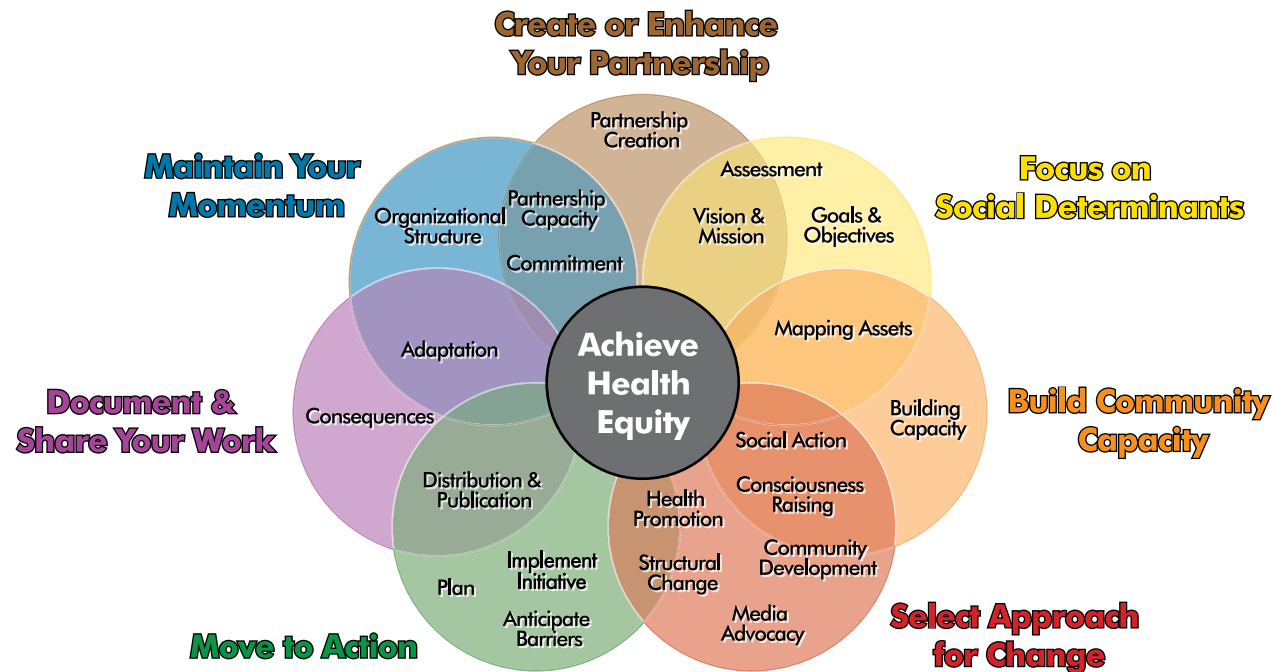 Create or Enhance
Your Partnership
Partnership
Creation
Maintain Your
Momentum
Focus on
Social Determinants
Assessment
Partnership
Capacity
Organizational
Structure
Vision &
Mission
Goals &
Objectives
Commitment
Mapping Assets
Achieve
Health
Equity
Adaptation
Document &
Share Your Work
Consequences
Build Community
Capacity
Building
Capacity
Social Action
Distribution &
Publication
Consciousness
Raising
Health
Promotion
Community
Development
Structural
Change
Implement
Initiative
Plan
Anticipate
Barriers
Media
Advocacy
Move to Action
Select Approach
for Change